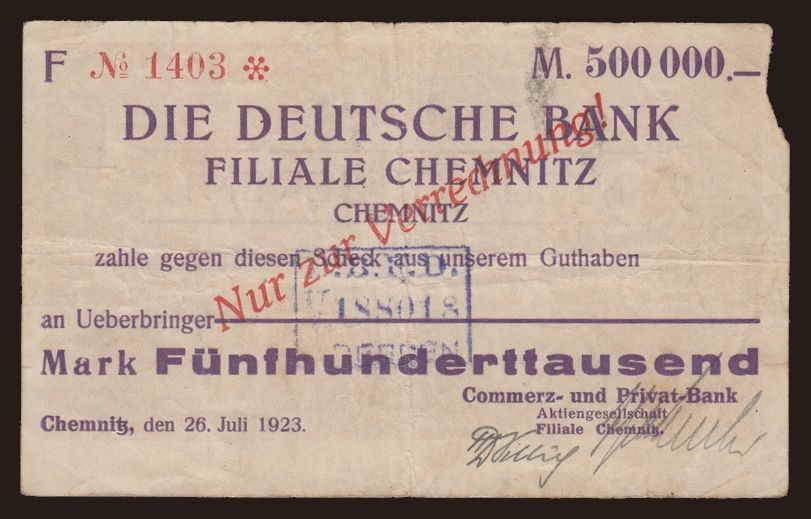 F № 1403 ✻ M. 500 000.—
DIE DEUTSCHE BANK
FILIALE CHEMNITZ
CHEMNITZ
Nur zur Verrechnung!
zahle gegen diesen Scheck aus unserem Guthaben
188018
an Ueberbringer
Mark Fünfhunderttausend
Commerz- und Privat-Bank
Aktiengesellschaft
Filiale Chemnitz.
Chemnitz, den 26. Juli 1923.